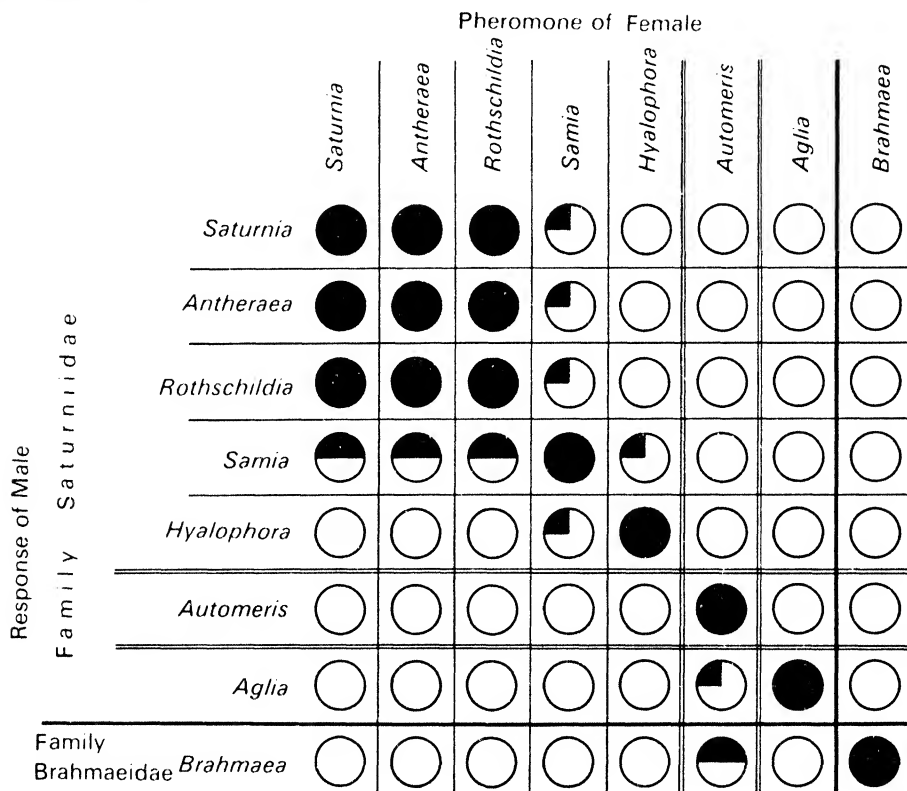 Pheromone of Female
Saturnia
Antheraea
Rothschildia
Samia
Hyalophora
Automeris
Aglia
Brahmaea
Response of Male
Family Saturniidae
Saturnia
Antheraea
Rothschildia
Samia
Hyalophora
Automeris
Aglia
Family
Brahmaeidae Brahmaea